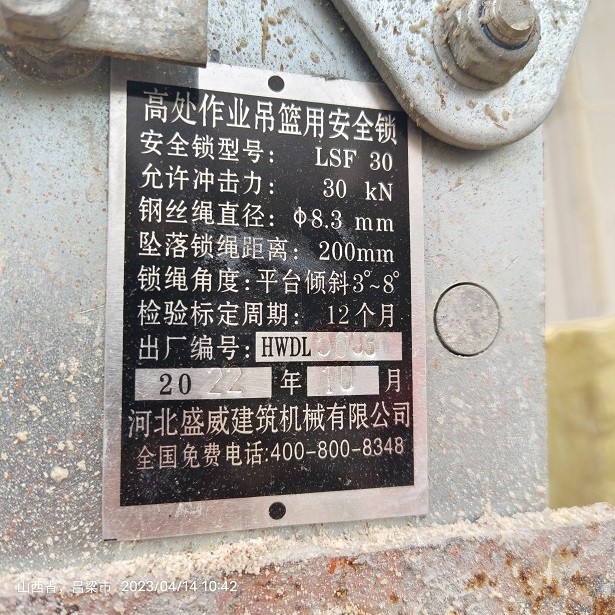 高处作业吊篮用安全锁
安全锁型号： LSF 30
允许冲击力： 30 kN
钢丝绳直径： Φ8.3 mm
坠落锁绳距离： 200mm
锁绳角度：平台倾斜3°~8°
检验标定周期： 12个月
出厂编号： HWDL
2022 年 10 月
河北盛威建筑机械有限公司
全国免费电话:400-800-8348
山西省，吕梁市 2023/04/14 10:42